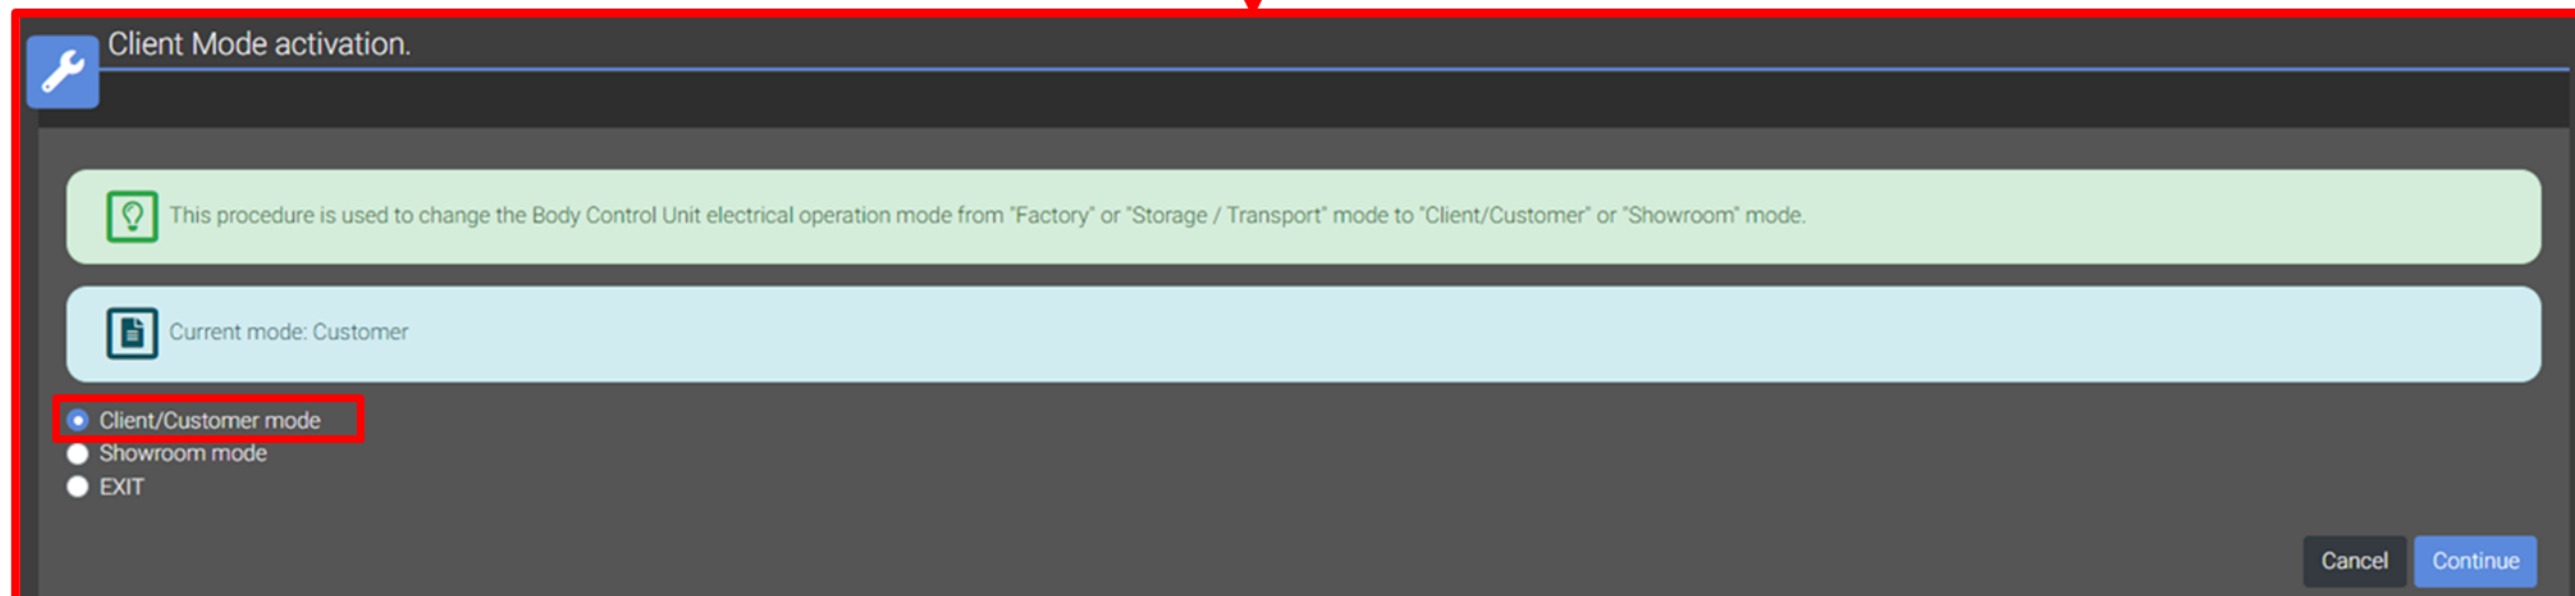 Client Mode activation.
This procedure is used to change the Body Control Unit electrical operation mode from "Factory" or "Storage / Transport" mode to "Client/Customer" or "Showroom" mode.
Current mode: Customer
Client/Customer mode
Showroom mode
EXIT
Cancel Continue